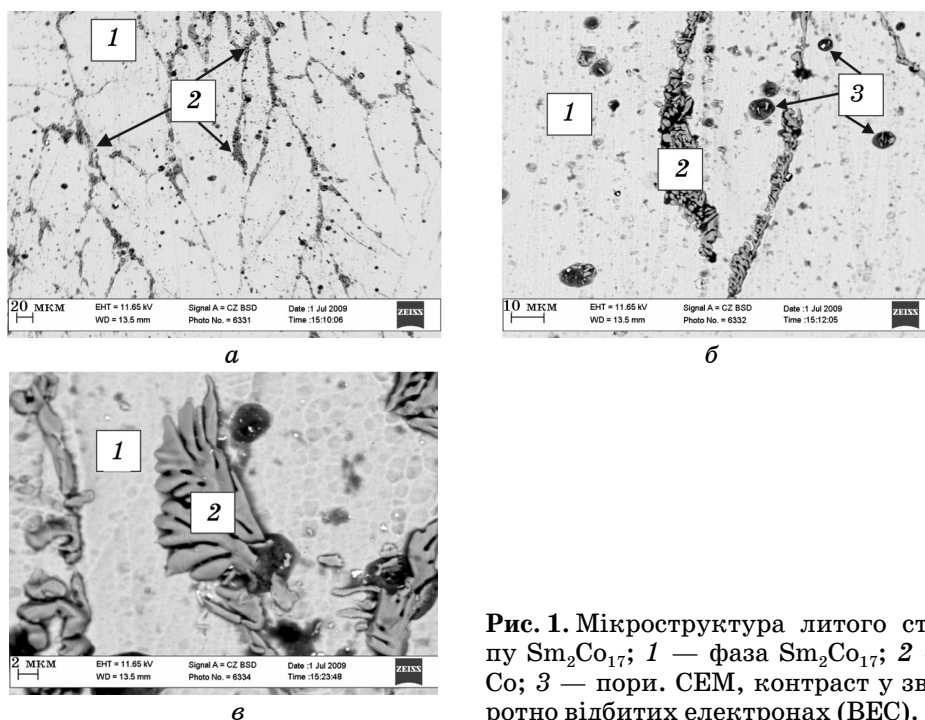 1
2
20 МКМ
EHT = 11.65 kV
WD = 13.5 mm
Signal A = CZ BSD
Photo No. = 6331
Date :1 Jul 2009
Time :15:10:06
ZEISS
а
1
2
3
10 МКМ
EHT = 11.65 kV
WD = 13.5 mm
Signal A = CZ BSD
Photo No. = 6332
Date :1 Jul 2009
Time :15:12:05
ZEISS
б
1
2
2 МКМ
EHT = 11.65 kV
WD = 13.5 mm
Signal A = CZ BSD
Photo No. = 6334
Date :1 Jul 2009
Time :15:23:48
ZEISS
в
Рис. 1. Мікроструктура литого ст
пу Sm₂Co₁₇; 1 — фаза Sm₂Co₁₇; 2
Co; 3 — пори. СЕМ, контраст у зв
ротно відбитих електронах (ВЕС).